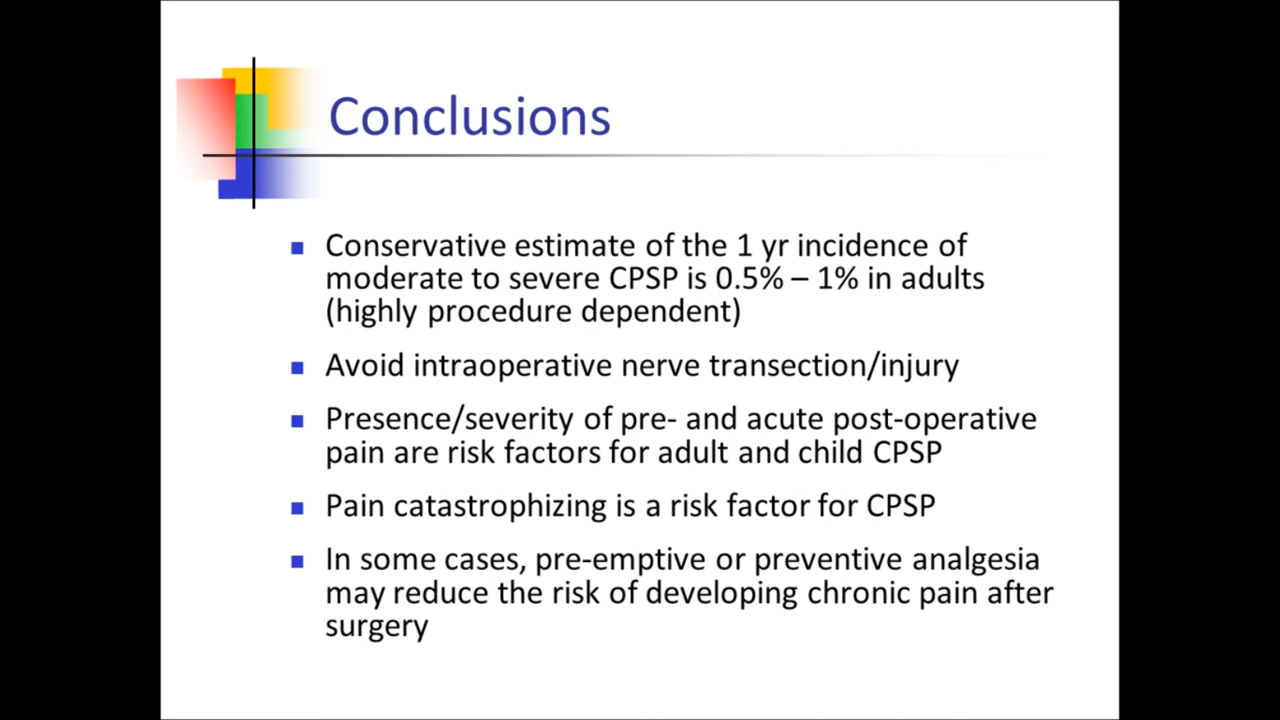 Conclusions
Conservative estimate of the 1 yr incidence of
moderate to severe CPSP is 0.5% – 1% in adults
(highly procedure dependent)
Avoid intraoperative nerve transection/injury
Presence/severity of pre- and acute post-operative
pain are risk factors for adult and child CPSP
Pain catastrophizing is a risk factor for CPSP
In some cases, pre-emptive or preventive analgesia
may reduce the risk of developing chronic pain after
surgery